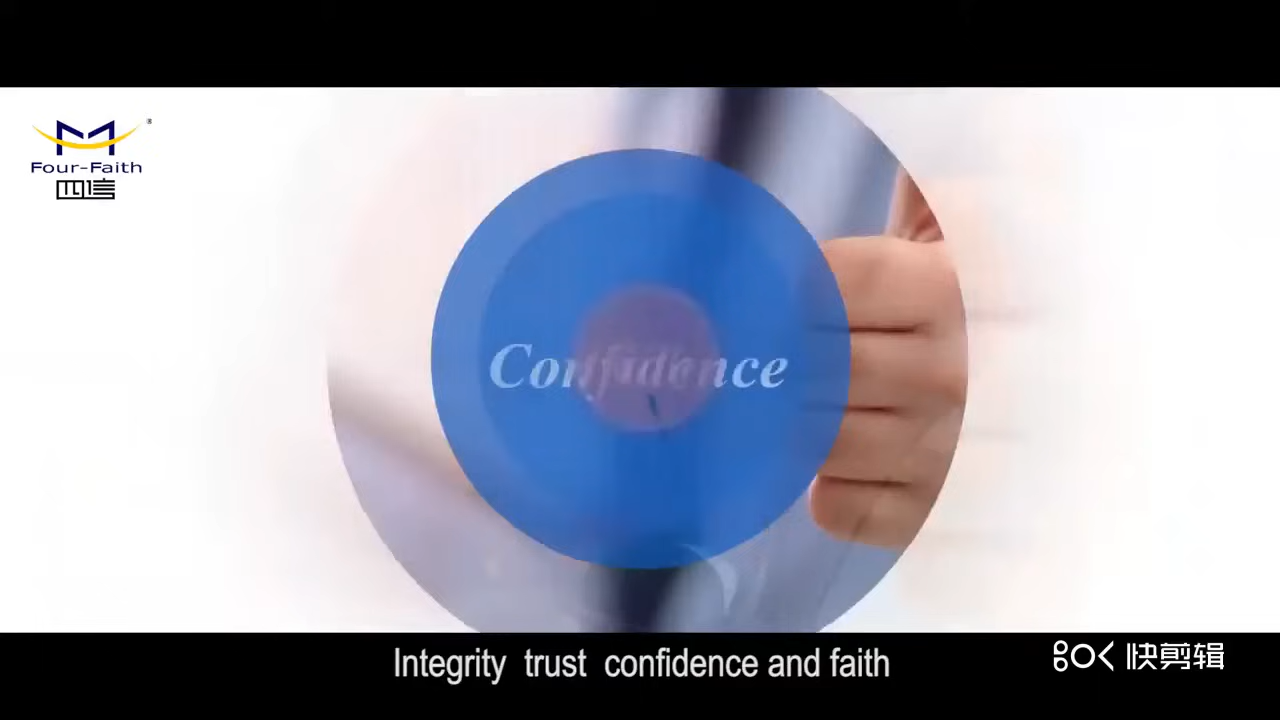 Four-Faith
四信
Confidence
Integrity trust confidence and faith
快剪辑